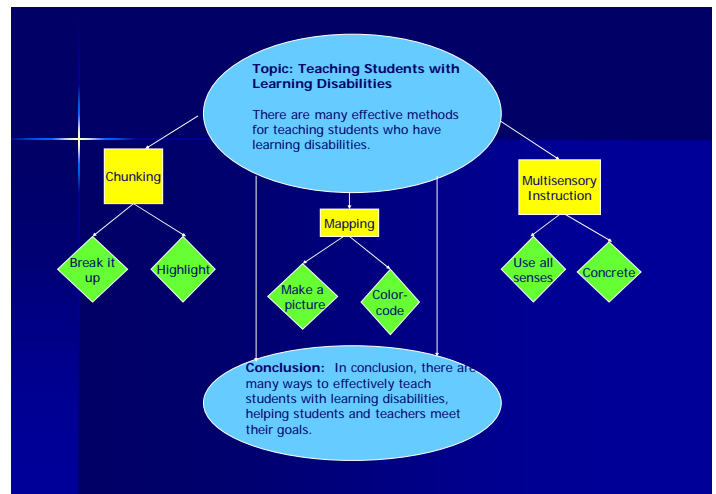 Topic: Teaching Students with
Learning Disabilities
There are many effective methods
for teaching students who have
learning disabilities.
Chunking
Mapping
Multisensory
Instruction
Break it
up
Highlight
Make a
picture
Color-
code
Use all
senses
Concrete
Conclusion: In conclusion, there are
many ways to effectively teach
students with learning disabilities,
helping students and teachers meet
their goals.